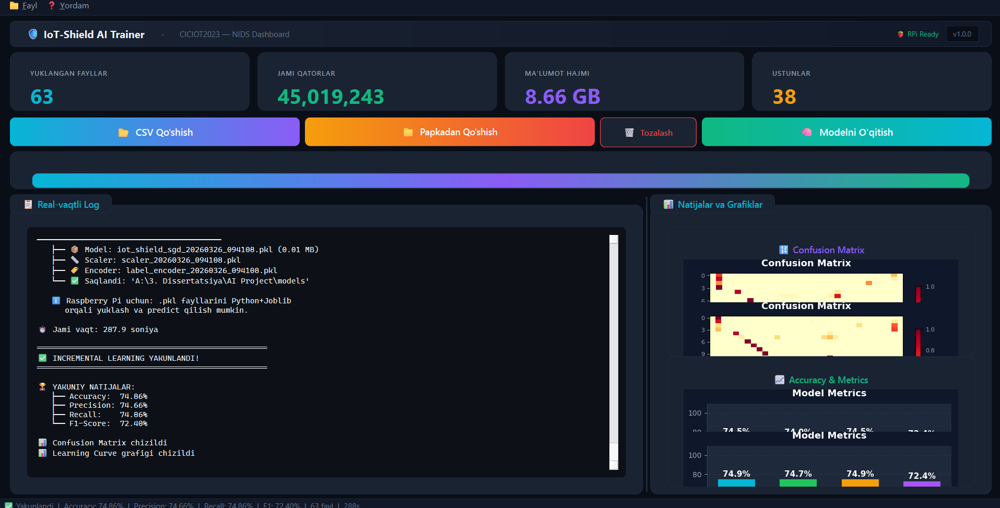 Fayl Yordam
IoT-Shield AI Trainer · CICIOT2023 — NIDS Dashboard RPi Ready v1.0.0
YUKLANGAN FAYLLAR
63
JAMI QATORLAR
45,019,243
MA'LUMOT HAJMI
8.66 GB
USTUNLAR
38
CSV Qo'shish
Papkadan Qo'shish
Tozalash
Modelni O'qitish
Real-vaqtli Log
├── Model: iot_shield_sgd_20260326_094108.pkl (0.01 MB)
├── Scaler: scaler_20260326_094108.pkl
├── Encoder: label_encoder_20260326_094108.pkl
└── Saqlandi: 'A:\3. Dissertatsiya\AI Project\models'
Raspberry Pi uchun: .pkl fayllarini Python+Joblib
orqali yuklash va predict qilish mumkin.
Jami vaqt: 287.9 soniya
INCREMENTAL LEARNING YAKUNLANDI!
YAKUNIY NATIJALAR:
├── Accuracy: 74.86%
├── Precision: 74.66%
├── Recall: 74.86%
└── F1-Score: 72.40%
Confusion Matrix chizildi
Learning Curve grafigi chizildi
Natijalar va Grafiklar
Confusion Matrix
Confusion Matrix
0
3
6
1.0
Confusion Matrix
0
3
6
9
1.0
0.8
Accuracy & Metrics
Model Metrics
100
80
74.5% 74.0% 74.5% 72.4%
Model Metrics
100
80
74.9% 74.7% 74.9% 72.4%
Yakunlandi | Accuracy: 74.86% | Precision: 74.66% | Recall: 74.86% | F1: 72.40% | 63 fayl | 288s